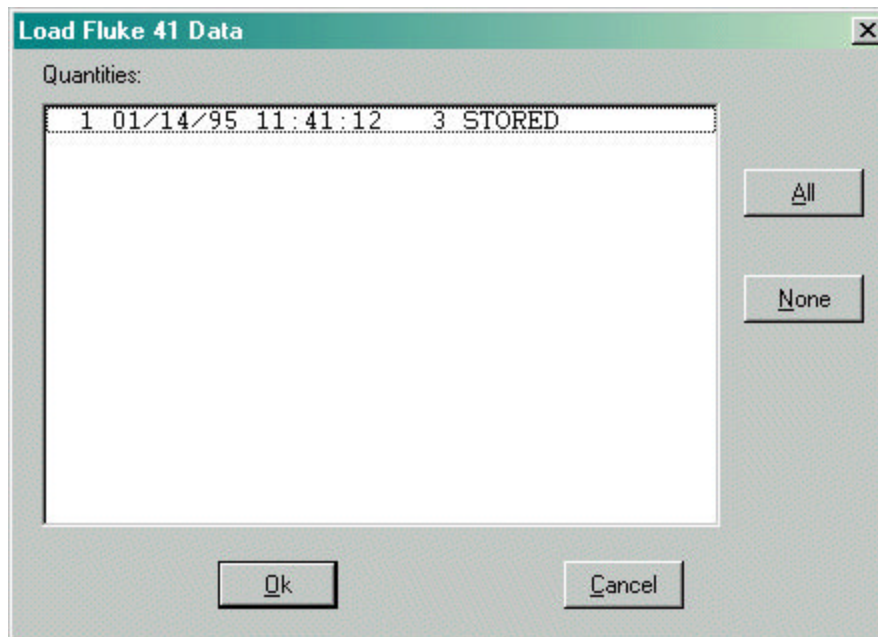 Load Fluke 41 Data
Quantities:
1 01/14/95 11:41:12 3 STORED
All
None
Ok
Cancel